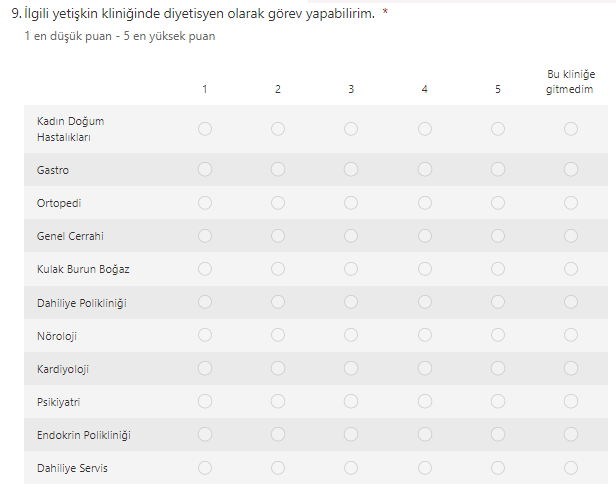 9. İlgili yetişkin kliniğinde diyetisyen olarak görev yapabilirim. *
1 en düşük puan - 5 en yüksek puan
1 2 3 4 5 Bu kliniğe
gitmedim
Kadın Doğum
Hastalıkları
Gastro
Ortopedi
Genel Cerrahi
Kulak Burun Boğaz
Dahiliye Polikliniği
Nöroloji
Kardiyoloji
Psikiyatri
Endokrin Polikliniği
Dahiliye Servis